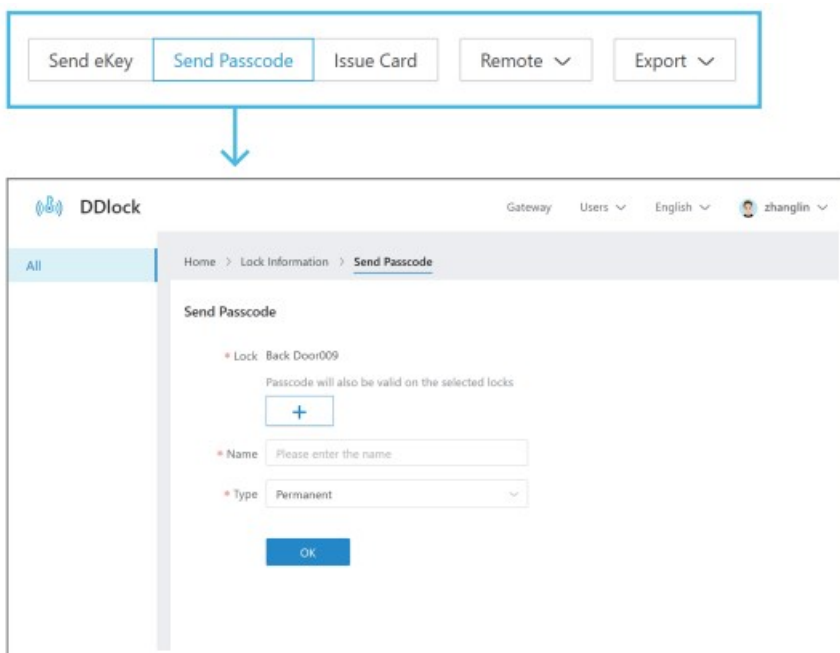 Send eKey Send Passcode Issue Card Remote Export
DDlock Gateway Users English zhanglin
All
Home > Lock Information > Send Passcode
Send Passcode
* Lock Back Door009
Passcode will also be valid on the selected locks
+
* Name Please enter the name
* Type Permanent
OK